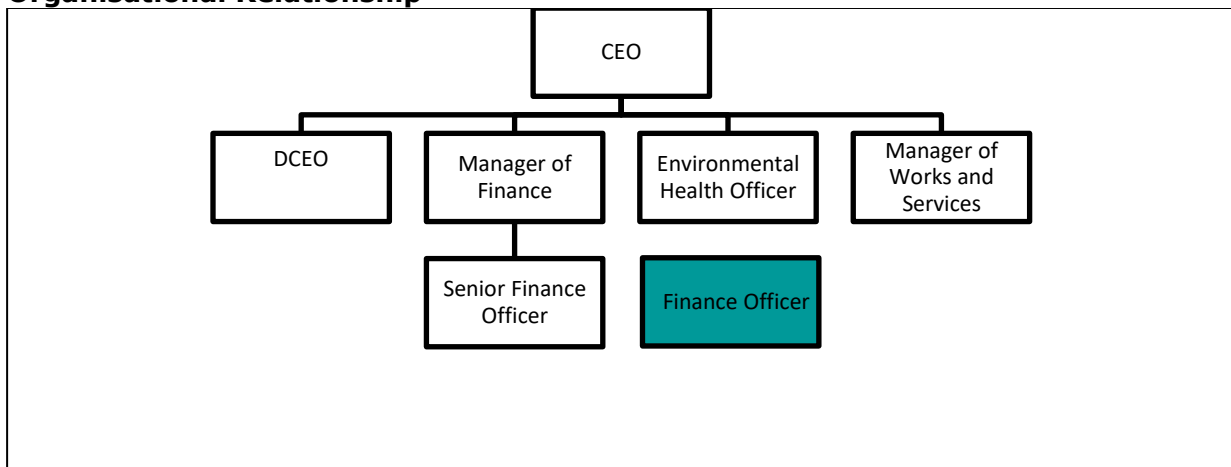 Organisational Relationship
CEO
DCEO
Manager of
Finance
Environmental
Health Officer
Manager of
Works and
Services
Senior Finance
Officer
Finance Officer